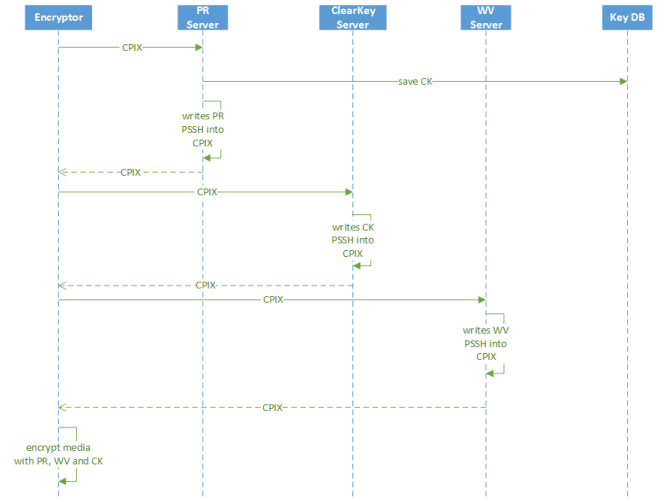 Encryptor
PR
Server
ClearKey
Server
WV
Server
Key DB
CPIX
save CK
writes PR
PSSH into
CPIX
CPIX
CPIX
writes CK
PSSH into
CPIX
CPIX
CPIX
writes WV
PSSH into
CPIX
CPIX
encrypt media
with PR, WV and CK